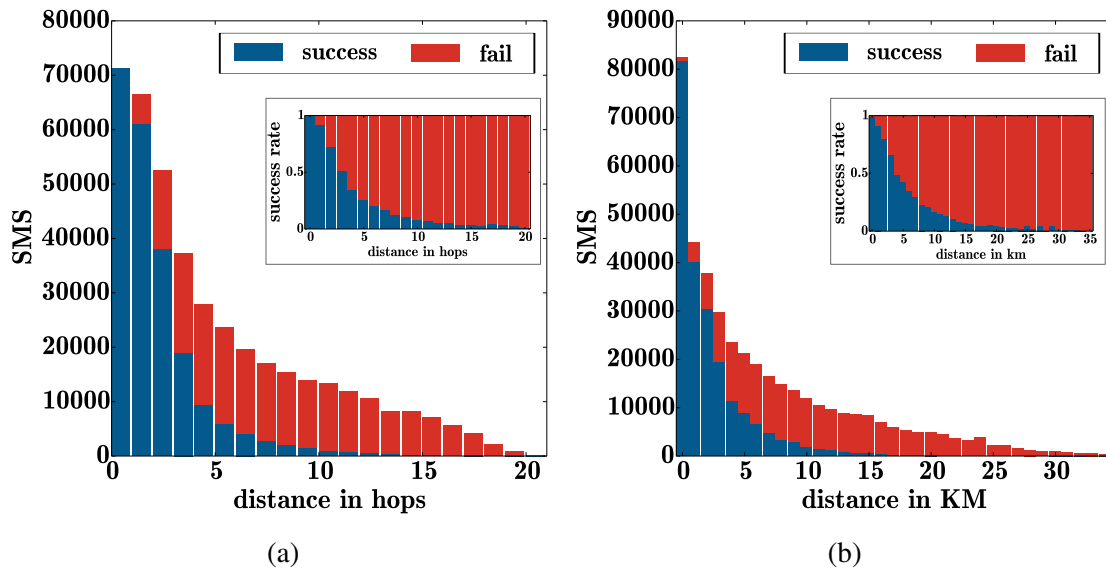 80000
70000
60000
50000
40000
30000
20000
10000
0
SMS
success fail
1
0.5
0
success rate
0 5 10 15 20
distance in hops
0 5 10 15 20
distance in hops
(a)
90000
80000
70000
60000
50000
40000
30000
20000
10000
0
SMS
success fail
1
0.5
0
success rate
0 5 10 15 20 25 30 35
distance in km
0 5 10 15 20 25 30
distance in KM
(b)